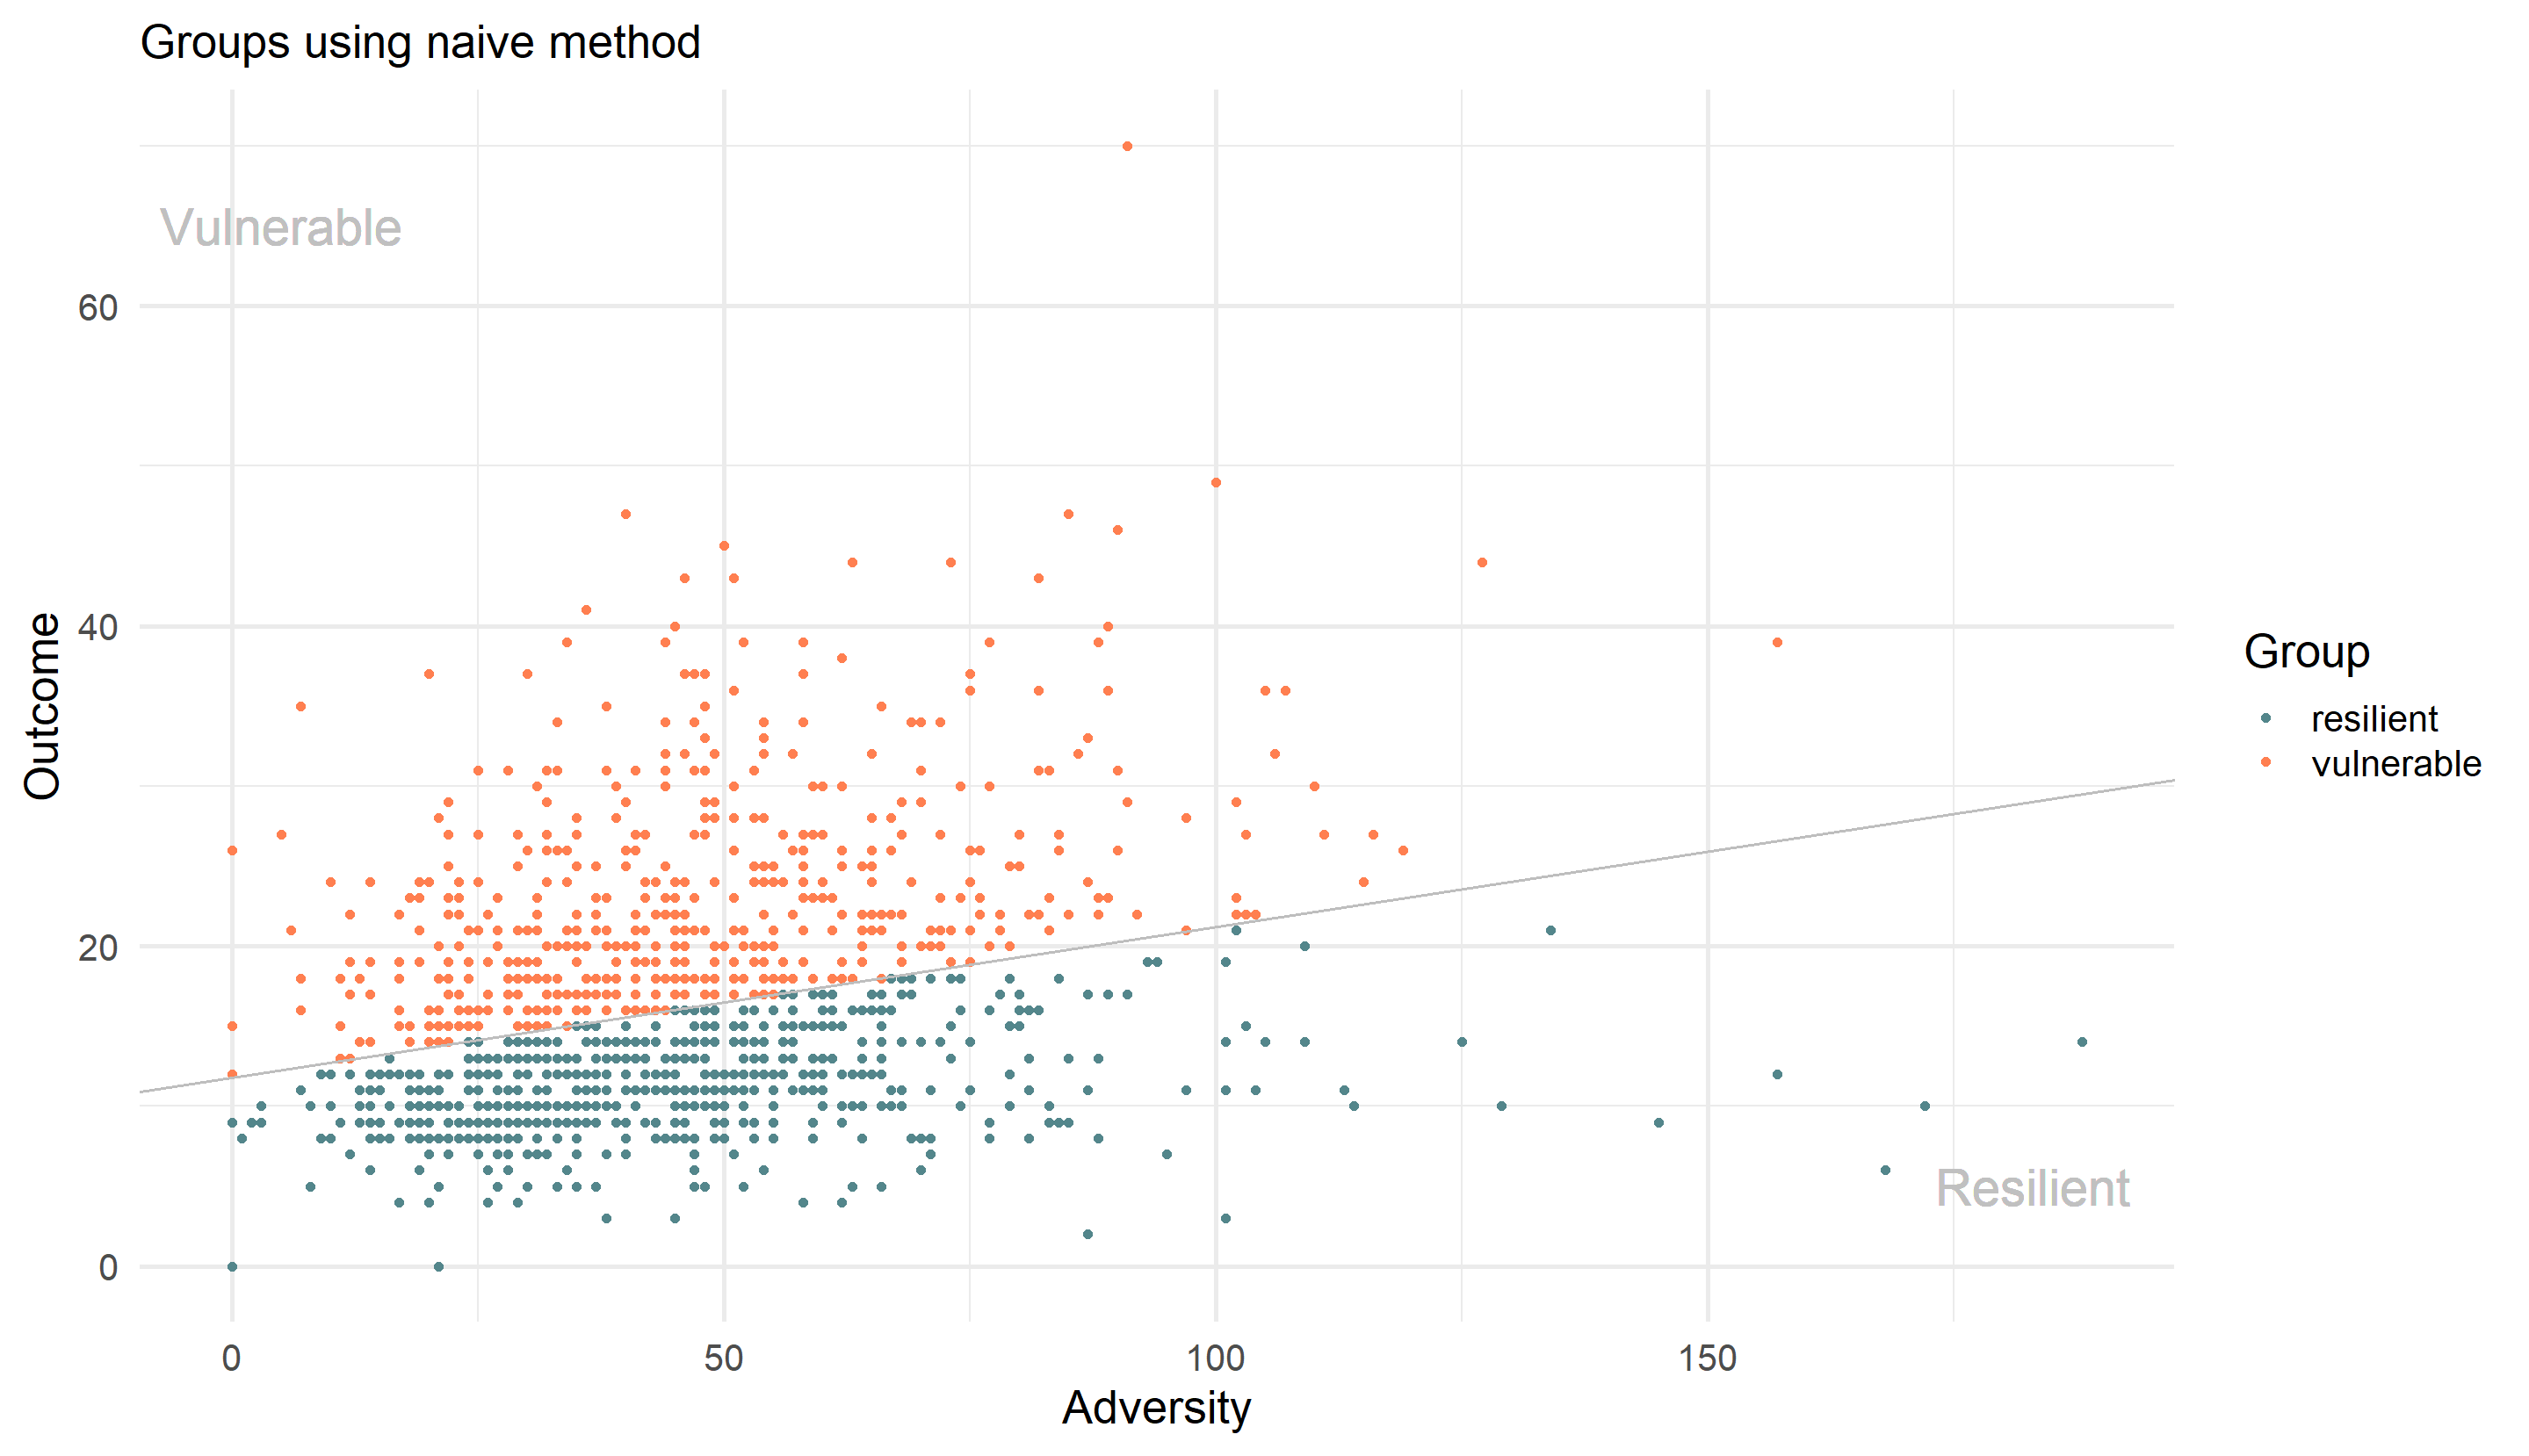 Groups using naive method
Vulnerable
60
40
20
0
Outcome
Resilient
0 50 100 150
Adversity
Group
resilient
vulnerable